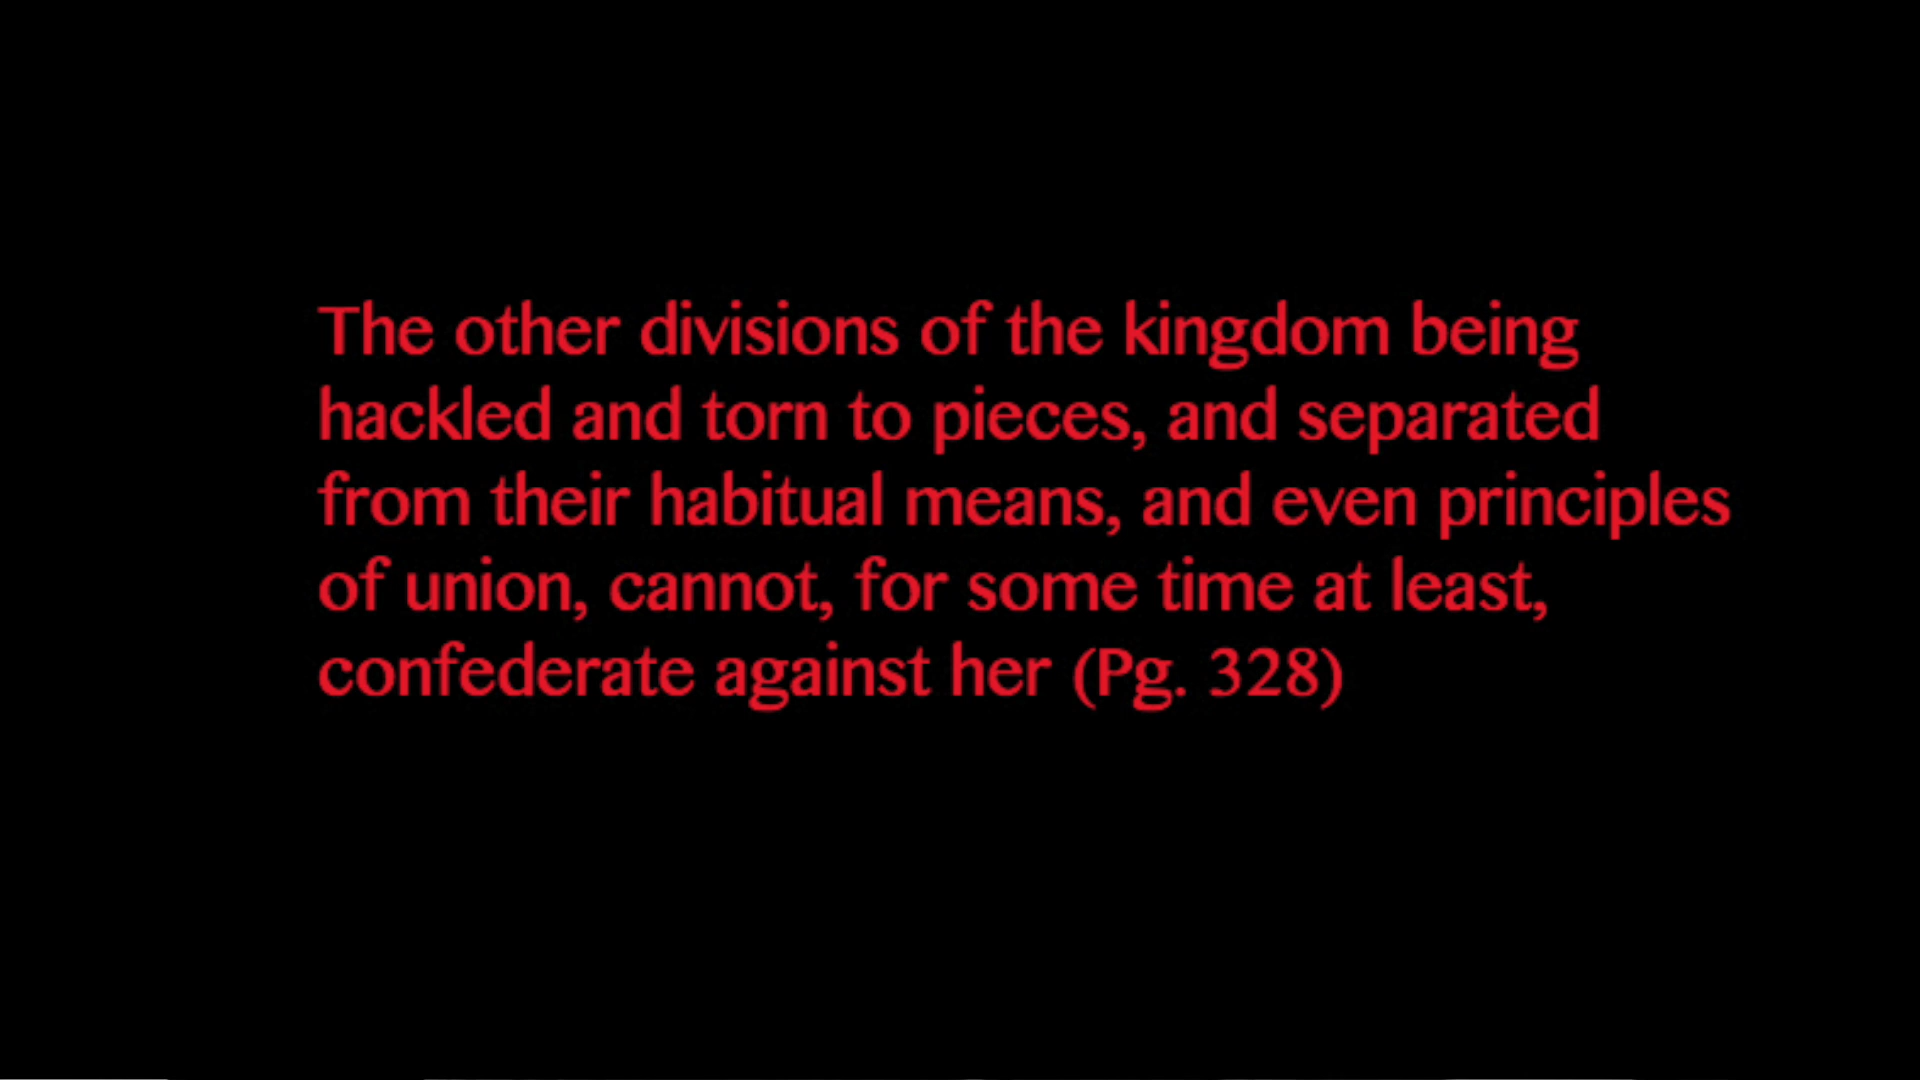 The other divisions of the kingdom being
hackled and torn to pieces, and separated
from their habitual means, and even principles
of union, cannot, for some time at least,
confederate against her (Pg. 328)